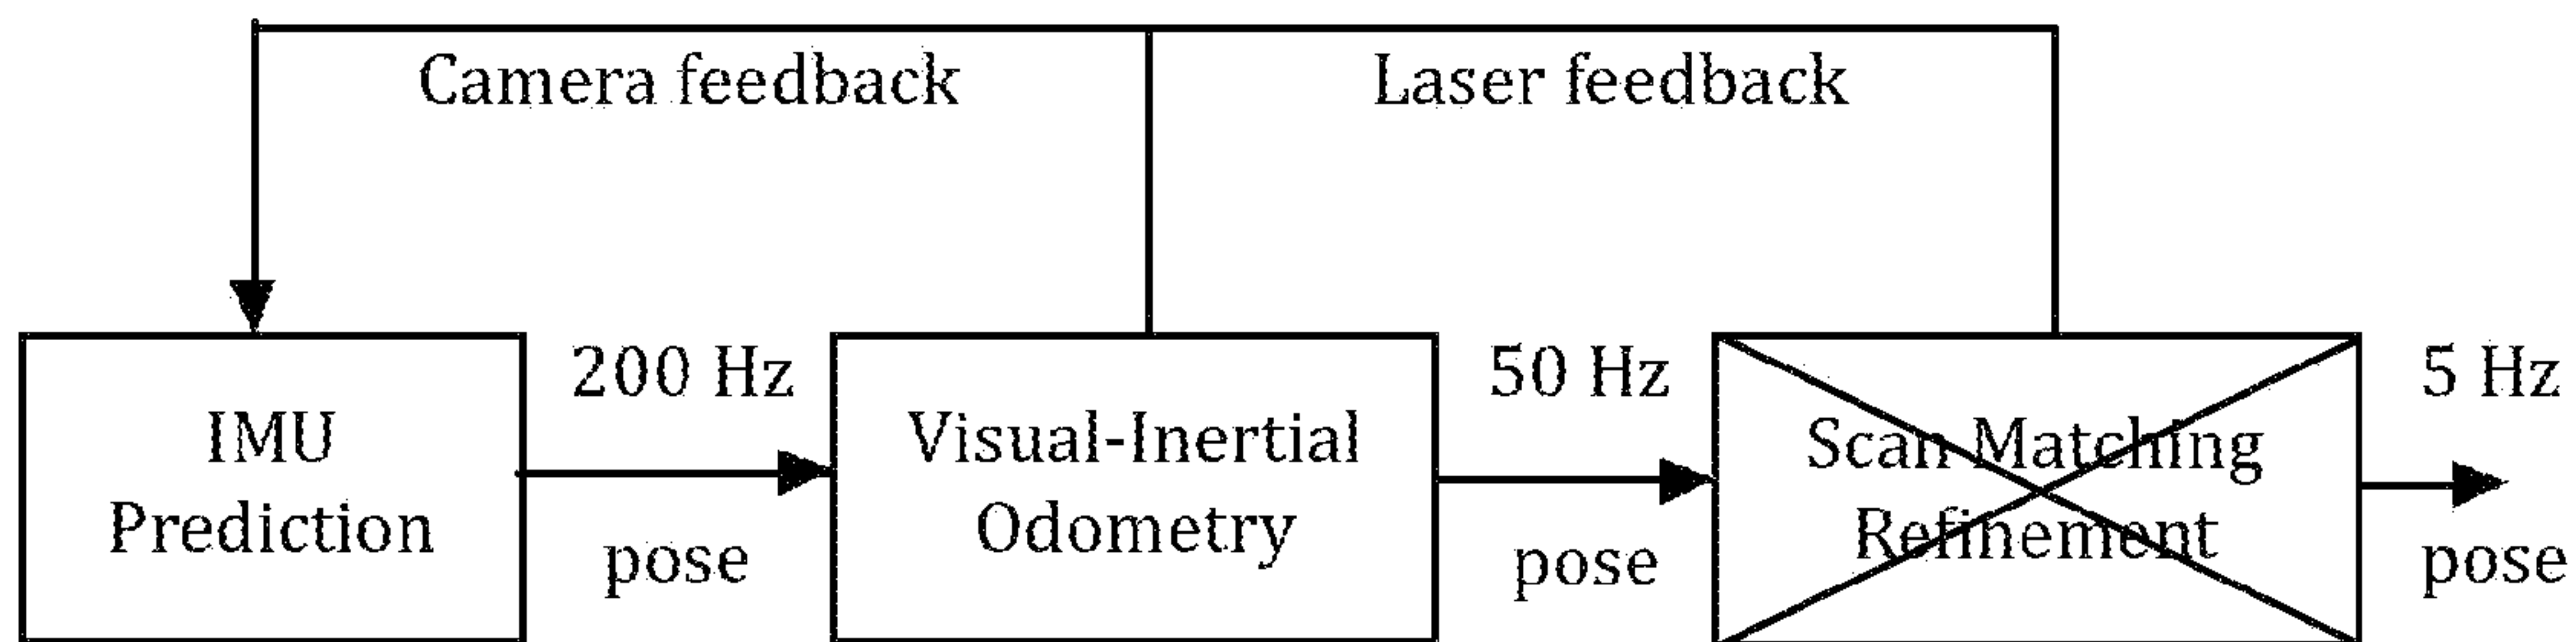 Camera feedback
Laser feedback
IMU
Prediction
200 Hz
pose
Visual-Inertial
Odometry
50 Hz
pose
Scan Matching
Refinement
5 Hz
pose